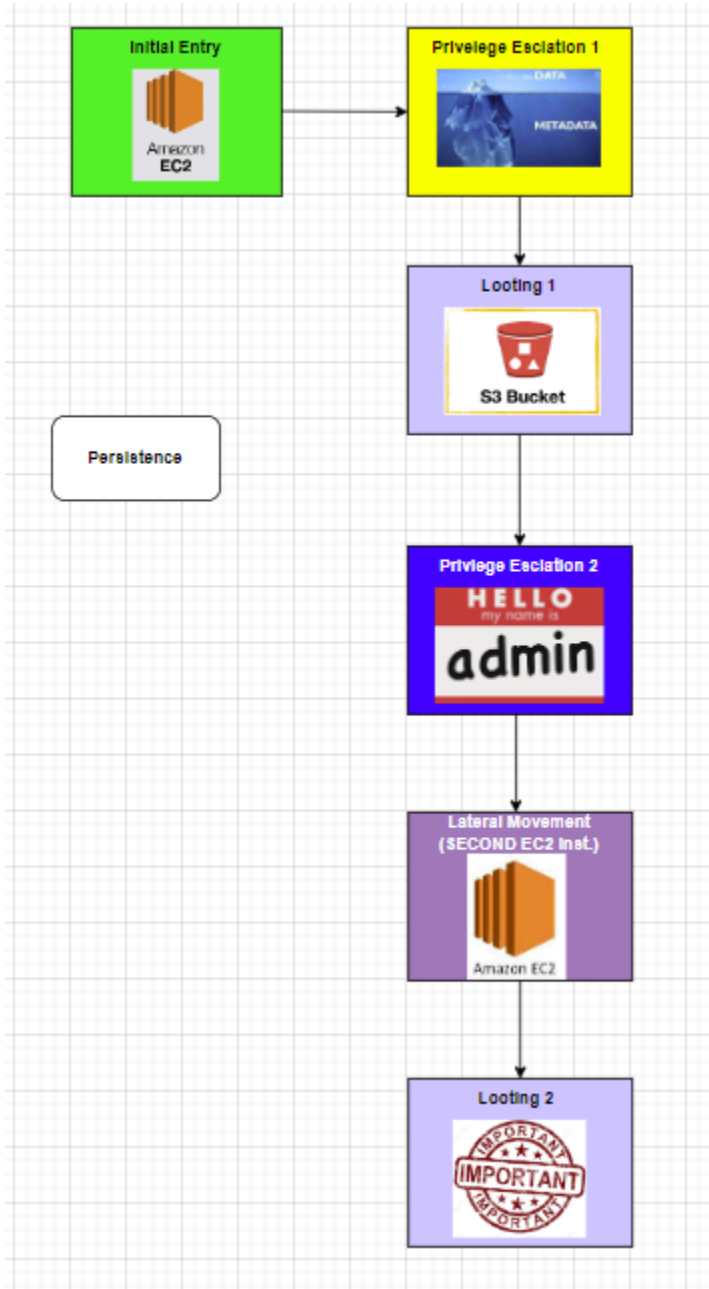 Initial Entry
Amazon
EC2
Privelege Esclation 1
DATA
METADATA
Looting 1
S3 Bucket
Persistence
Privlege Esclation 2
HELLO
my name is
admin
Lateral Movement
(SECOND EC2 Inst.)
Amazon EC2
Looting 2
IMPORTANT
IMPORTANT
IMPORTANT